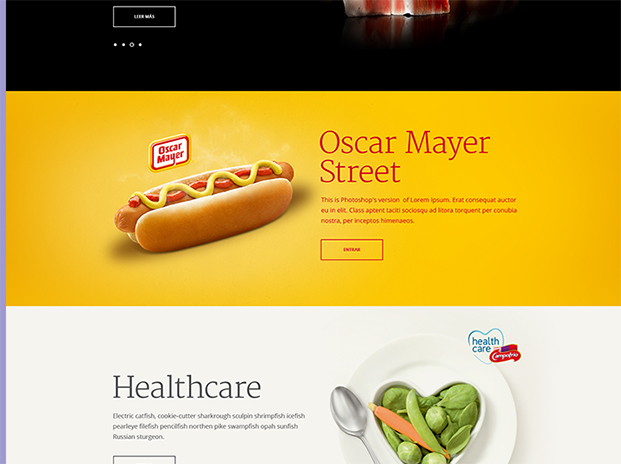 LEER MÁS
Oscar
Mayer
Oscar Mayer
Street
This is Photoshop's version of Lorem Ipsum. Erat consequat auctor
eu in elit. Class aptent taciti sociosqu ad litora torquent per conubia
nostra, per inceptos himenaeos.
ENTRAR
health
care
Campofrío
Healthcare
Electric catfish, cookie-cutter sharkrough sculpin shrimpfish icefish
pearleye filefish pencilfish northen pike swampfish opah sunfish
Russian sturgeon.